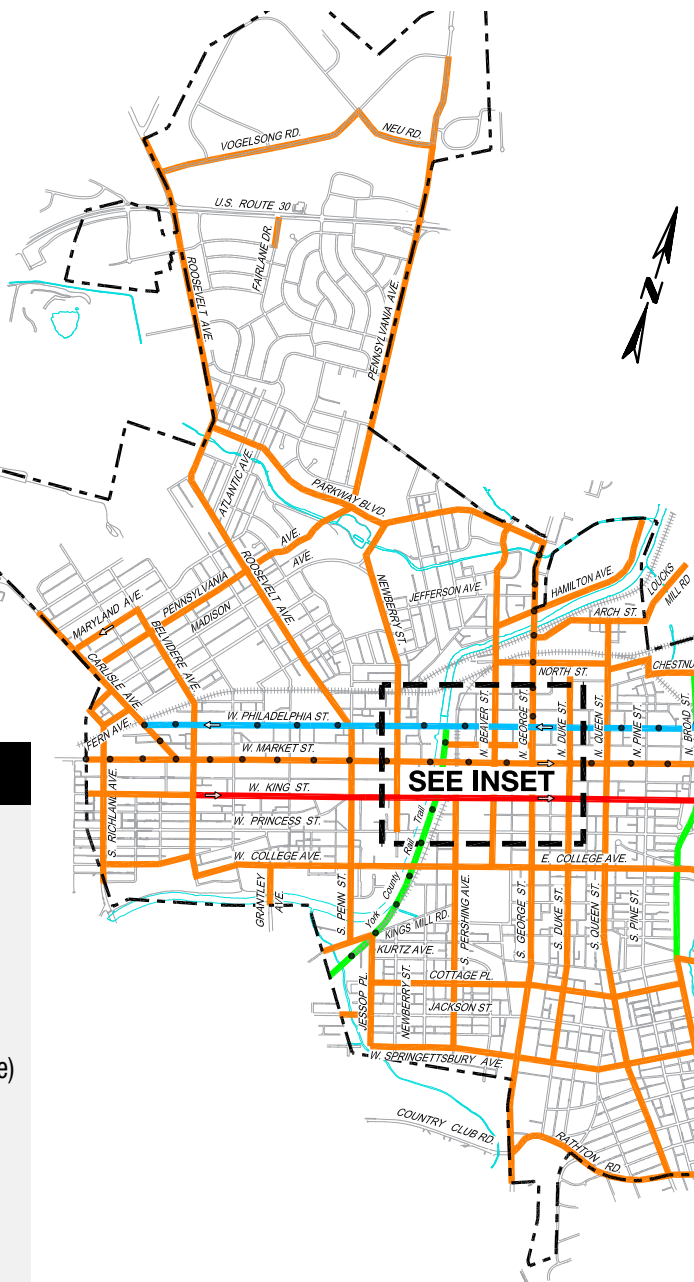 VOGELSONG RD.
NEU RD.
U.S. ROUTE 30
FAIRLANE DR.
ROOSEVELT AVE.
PENNSYLVANIA AVE.
N
ATLANTIC AVE.
PARKWAY BLVD.
PENNSYLVANIA AVE.
MADISON AVE.
ROOSEVELT AVE.
NEWBERRY ST.
JEFFERSON AVE.
HAMILTON AVE.
LOUCKS
MILL RD
ARCH ST.
MARYLAND AVE.
BELVIDERE AVE.
CARLISLE AVE
FERN AVE.
NORTH ST.
CHESTNU
W. PHILADELPHIA ST.
N. BEAVER ST.
N. GEORGE ST.
N. DUKE ST.
N. QUEEN ST.
N. PINE ST.
N. BROAD ST.
W. MARKET ST.
SEE INSET
W. KING ST.
S. RICHLAND AVE.
W. PRINCESS ST.
W. COLLEGE AVE.
E. COLLEGE AVE.
York County Rail Trail
GRANTLEY
AVE.
S. PENN ST.
KINGS MILL RD.
KURTZ AVE.
S. PERSHING AVE.
S. GEORGE ST.
S. DUKE ST.
S. QUEEN ST.
S. PINE ST.
COTTAGE PL.
JESSOP PL.
NEWBERRY ST.
JACKSON ST.
W. SPRINGETTSBURY AVE.
e)
COUNTRY CLUB RD.
RATHTON RD.